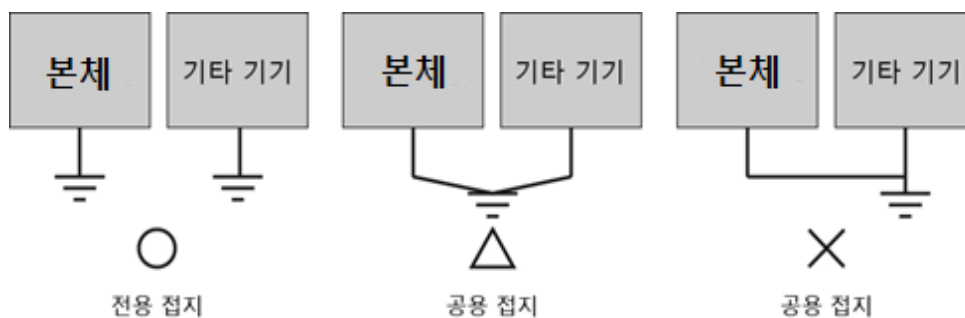 본체 기타 기기 본체 기타 기기 본체 기타 기기
전용 접지 공용 접지 공용 접지